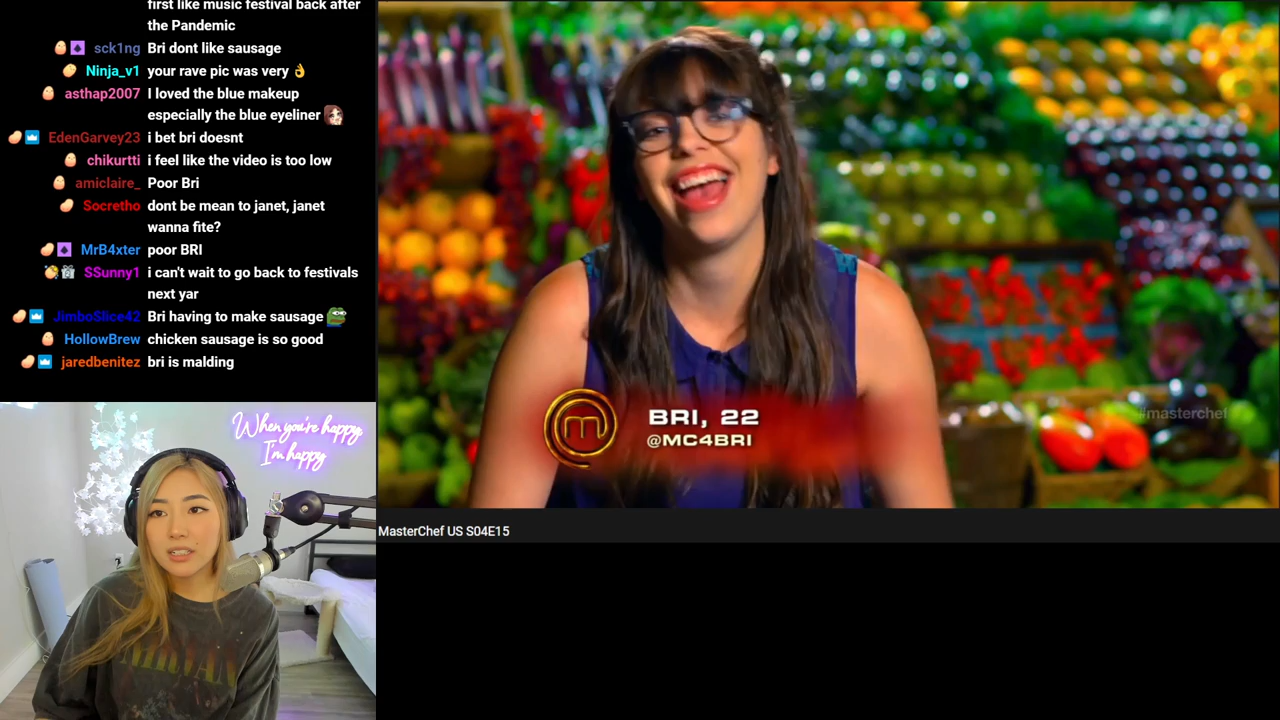 first like music festival back after
the Pandemic
sck1ng Bri dont like sausage
Ninja_v1 your rave pic was very 👌
asthap2007 I loved the blue makeup
especially the blue eyeliner
EdenGarvey23 i bet bri doesnt
chikurtti i feel like the video is too low
amiclaire_ Poor Bri
Socretho dont be mean to janet, janet
wanna fite?
MrB4xter poor BRI
SSunny1 i can't wait to go back to festivals
next yar
JimboSlice42 Bri having to make sausage
HollowBrew chicken sausage is so good
jaredbenitez bri is malding
When you're happy,
I'm happy
NIRVANA
BRI, 22
@MC4BRI
#masterchef
MasterChef US S04E15